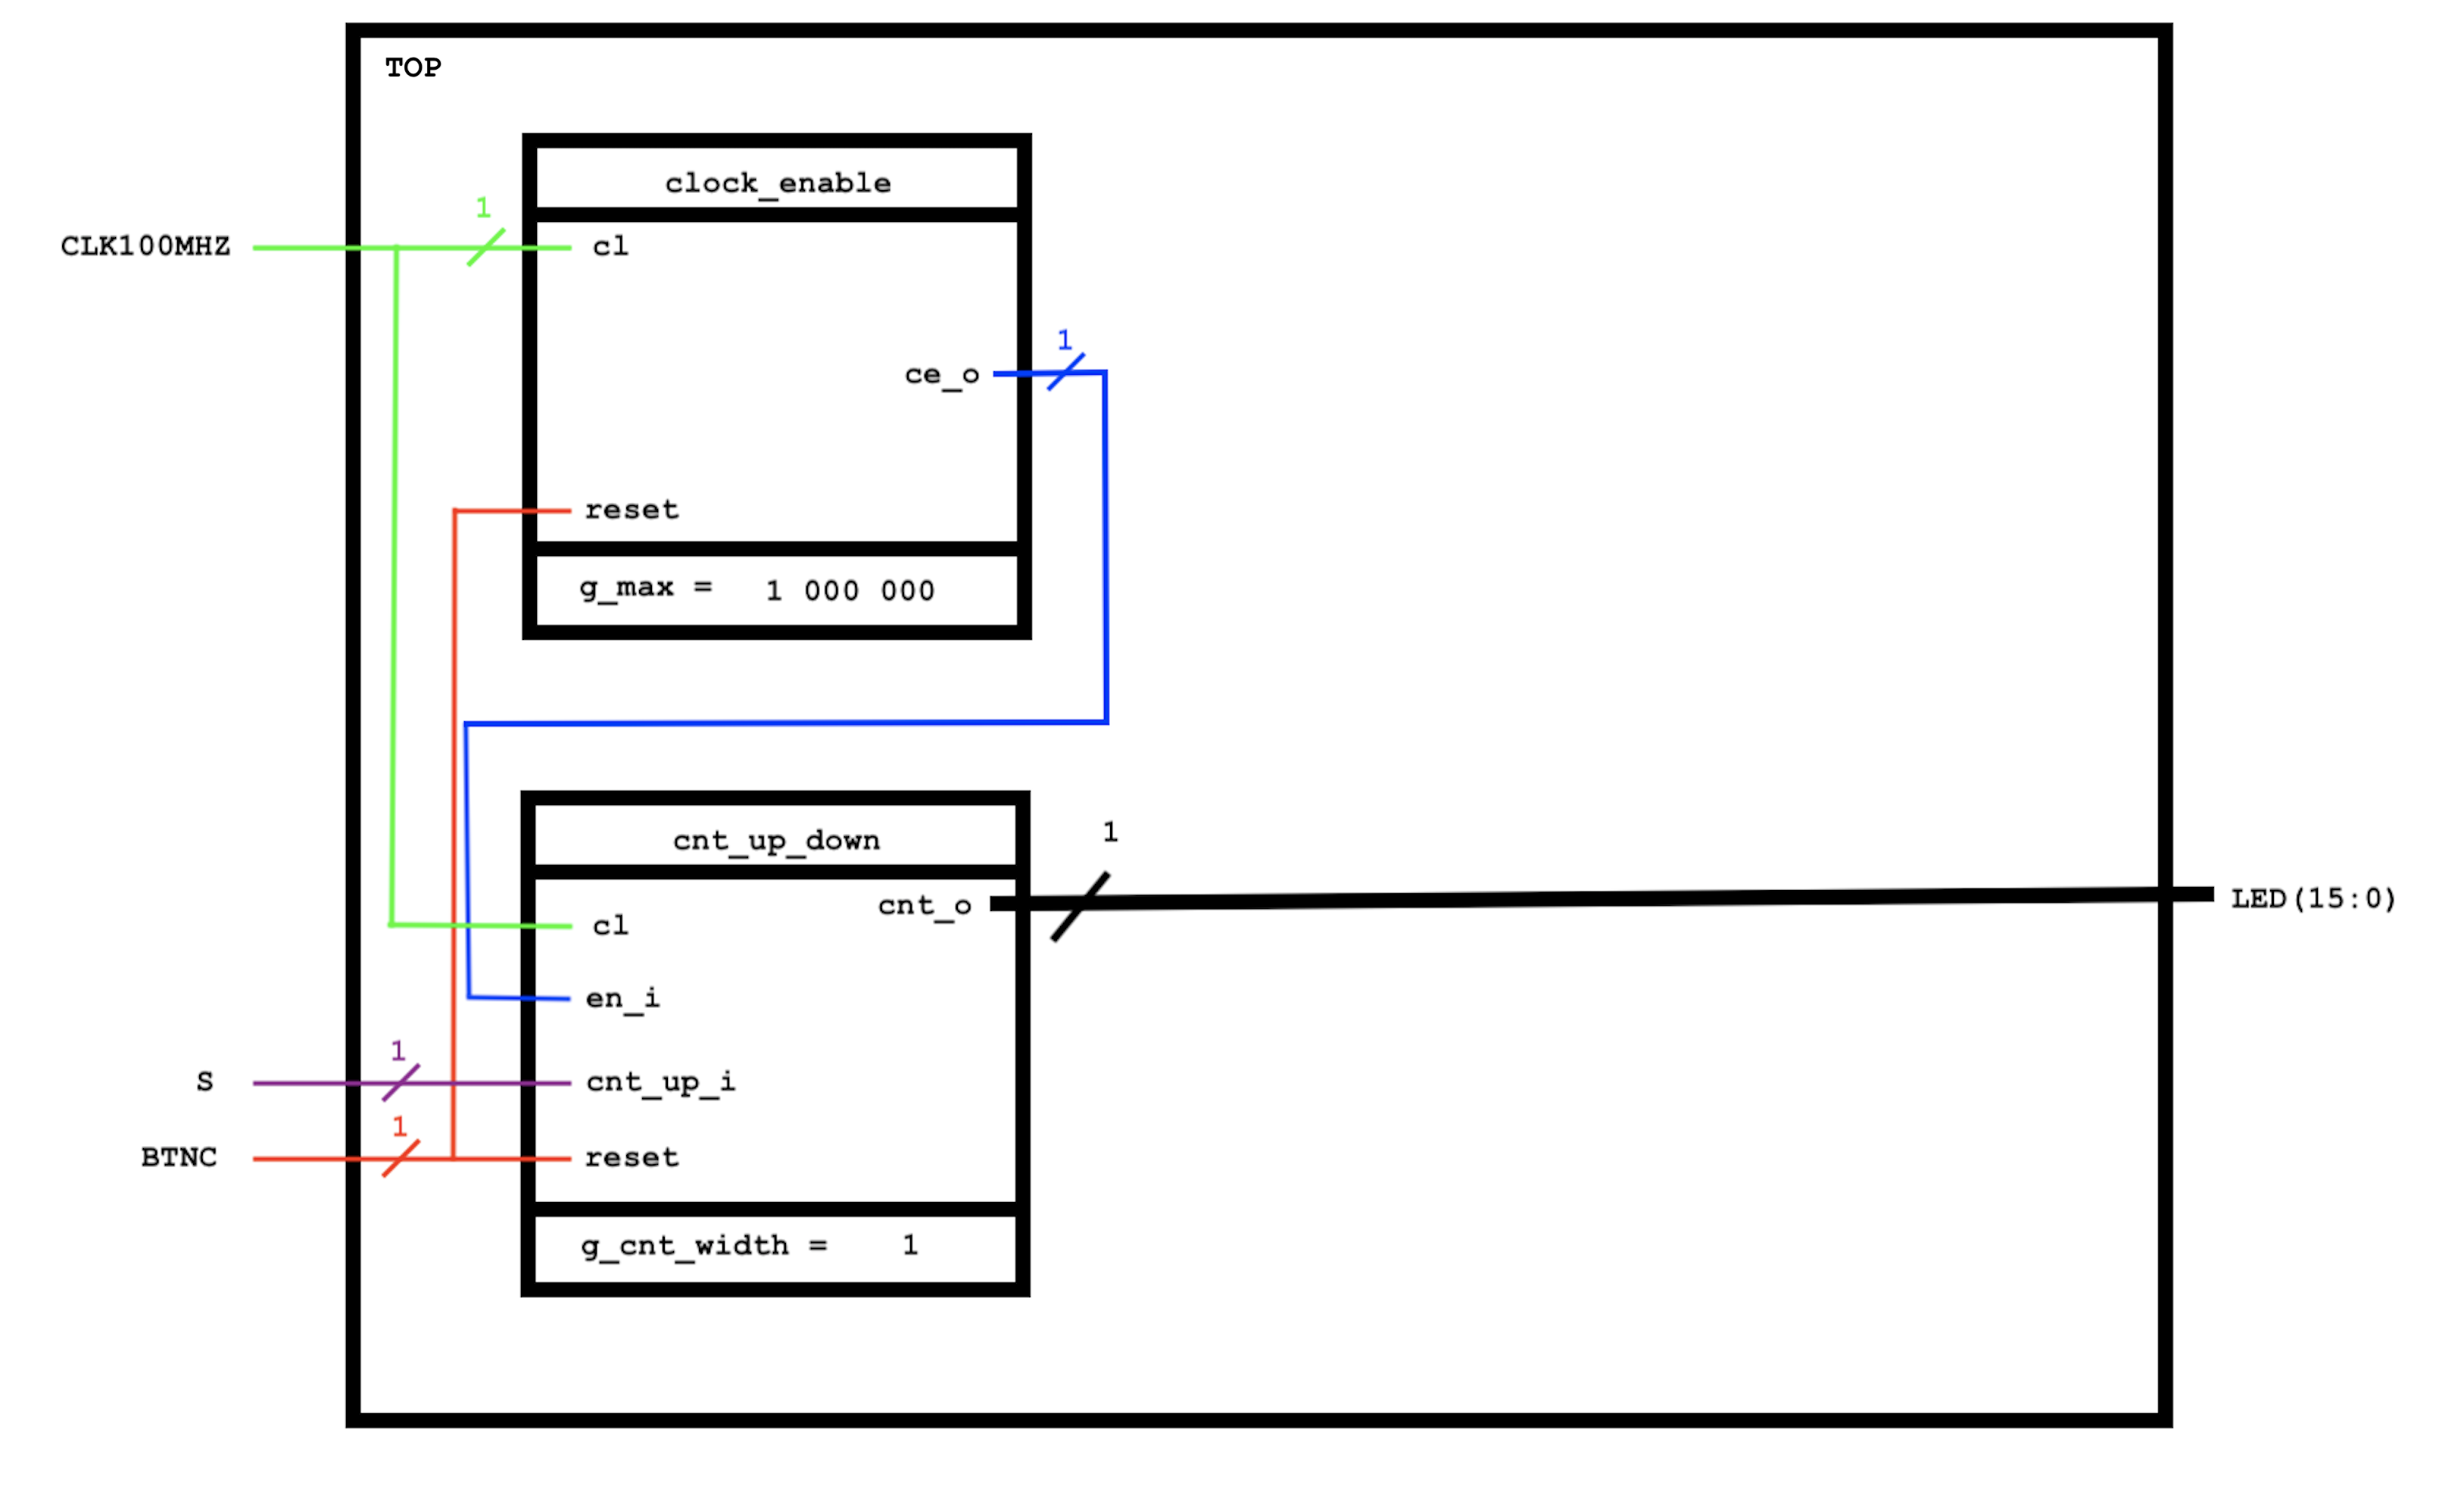 TOP
clock_enable
1
CLK100MHZ
cl
1
ce_o
reset
g_max = 1 000 000
cnt_up_down
1
cnt_o
LED(15:0)
cl
en_i
1
S
cnt_up_i
1
BTNC
reset
g_cnt_width = 1